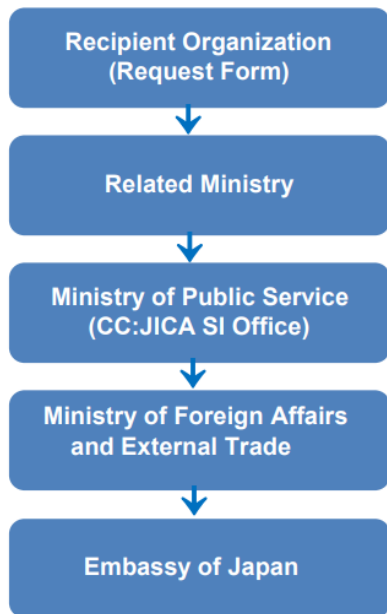 Recipient Organization
(Request Form)
Related Ministry
Ministry of Public Service
(CC:JICA SI Office)
Ministry of Foreign Affairs
and External Trade
Embassy of Japan